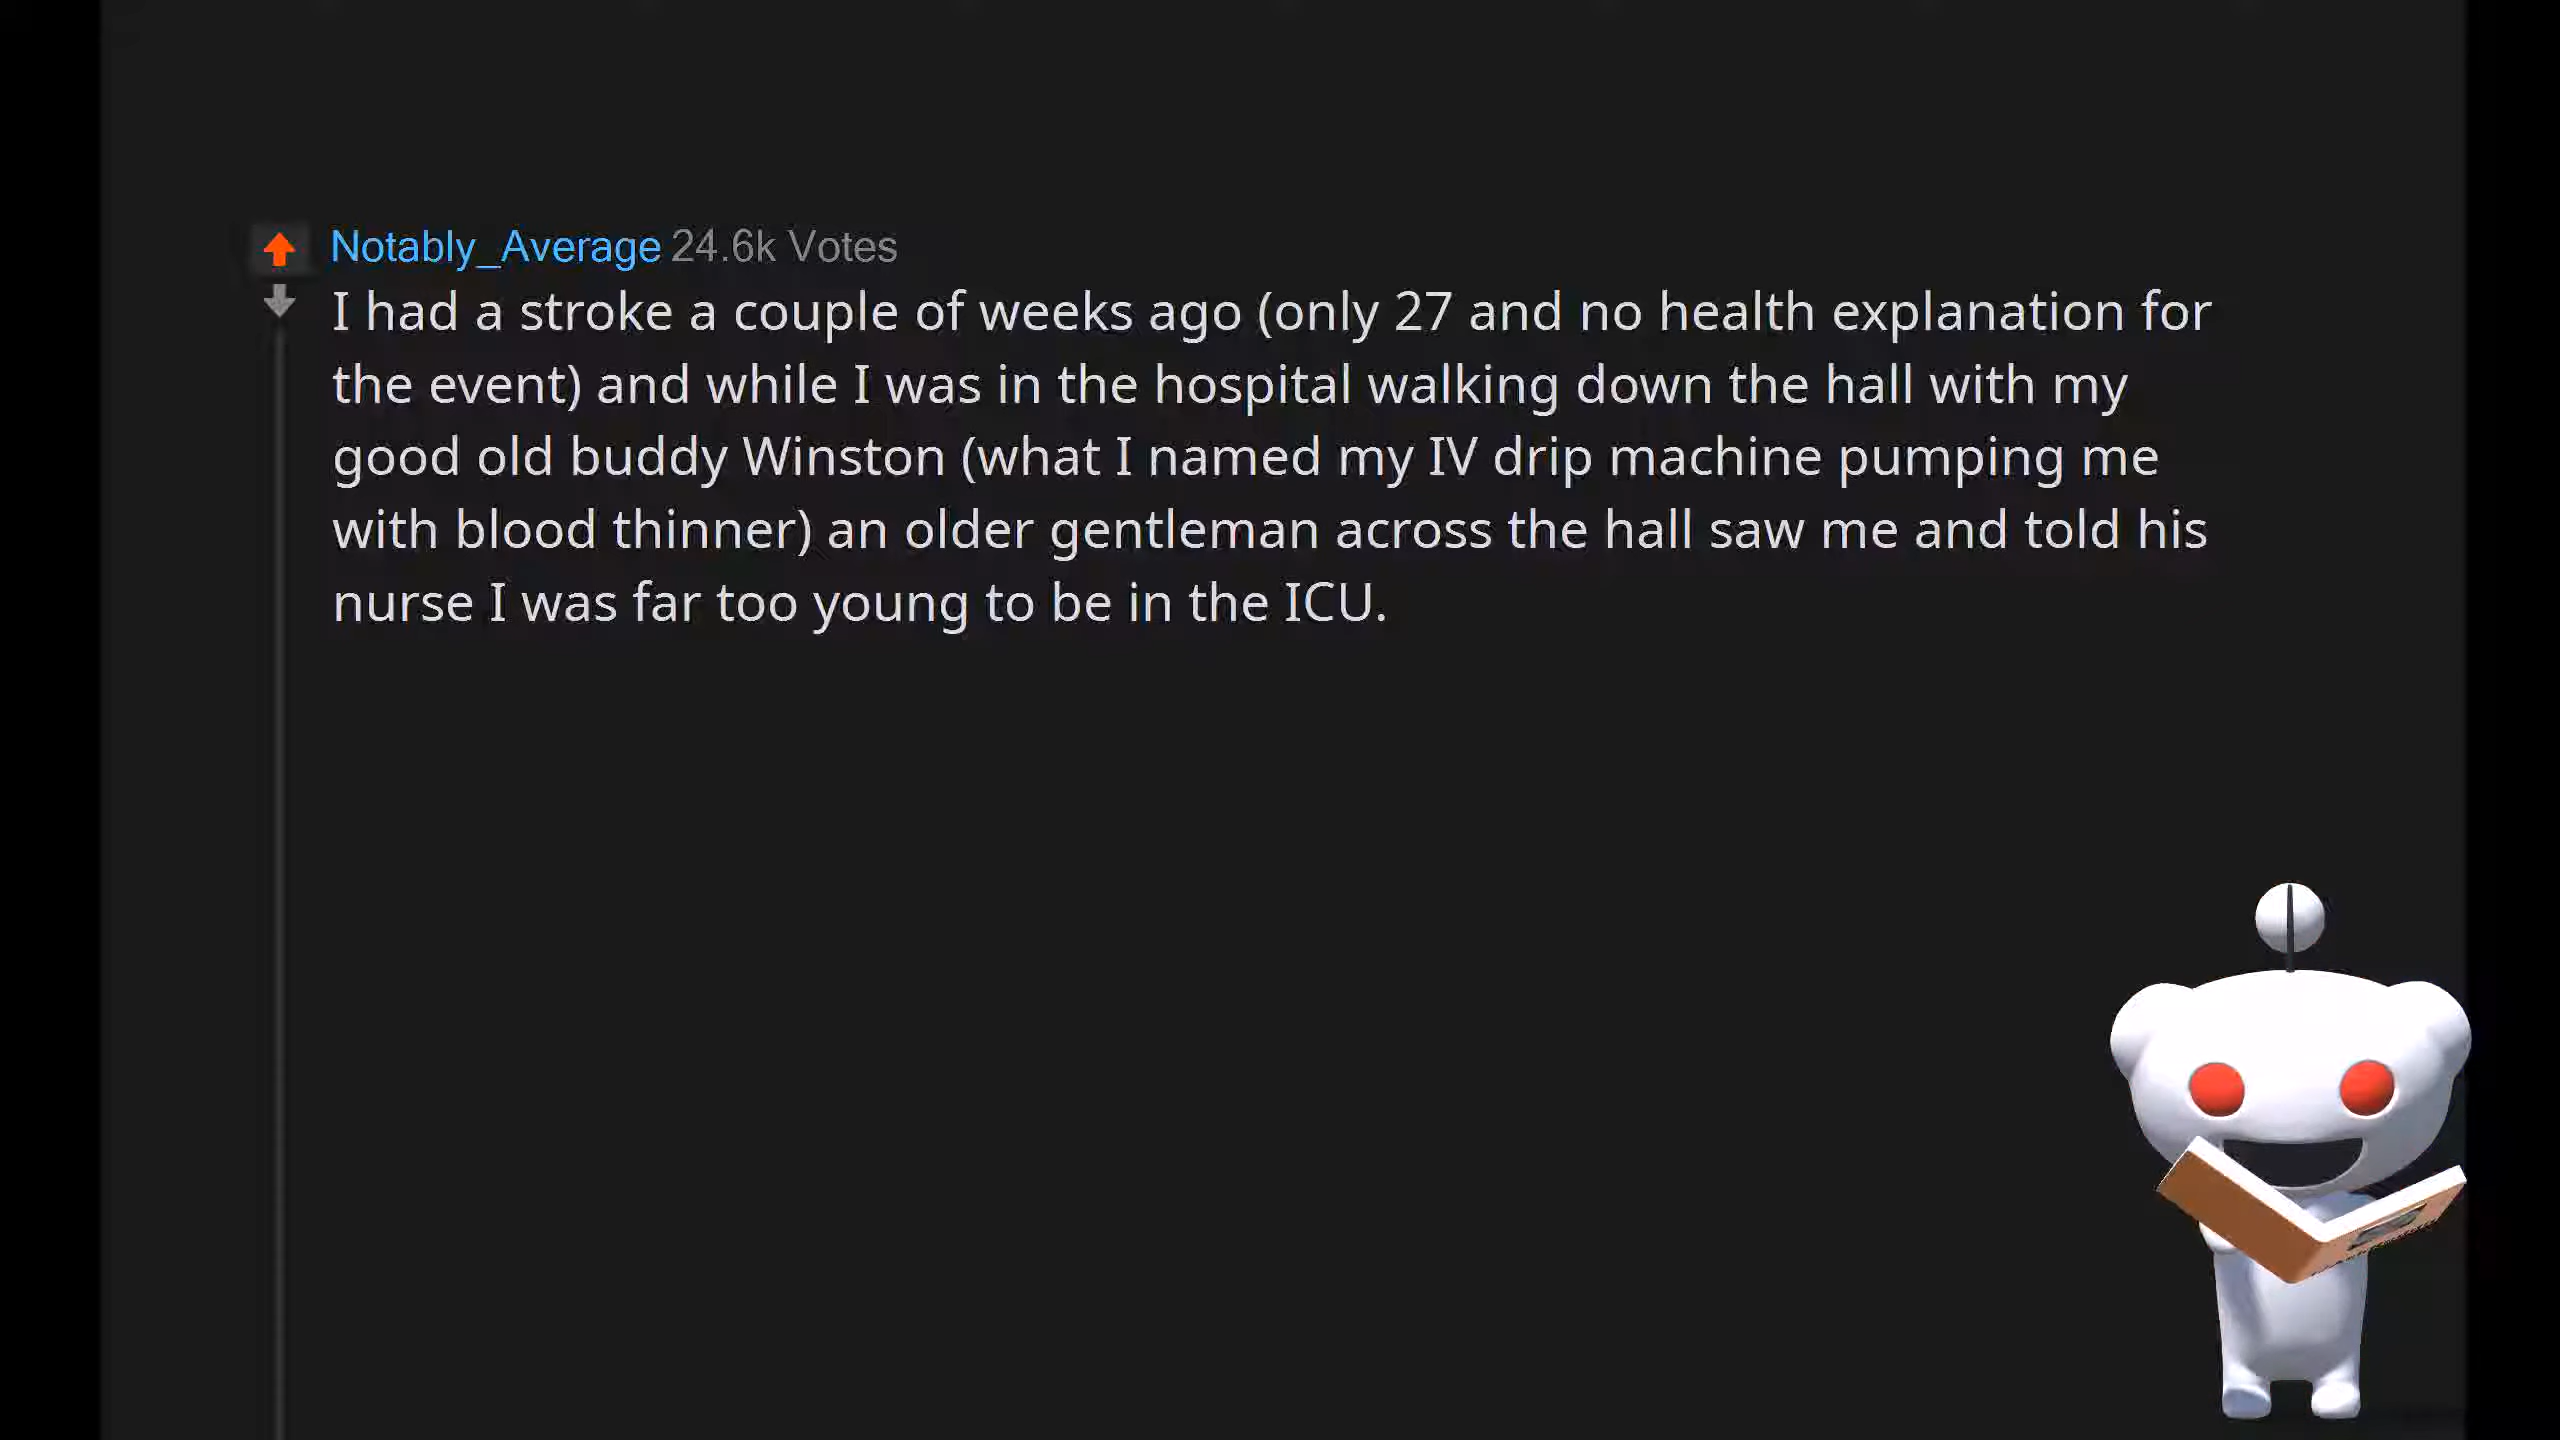 Notably_Average 24.6k Votes
I had a stroke a couple of weeks ago (only 27 and no health explanation for
the event) and while I was in the hospital walking down the hall with my
good old buddy Winston (what I named my IV drip machine pumping me
with blood thinner) an older gentleman across the hall saw me and told his
nurse I was far too young to be in the ICU.